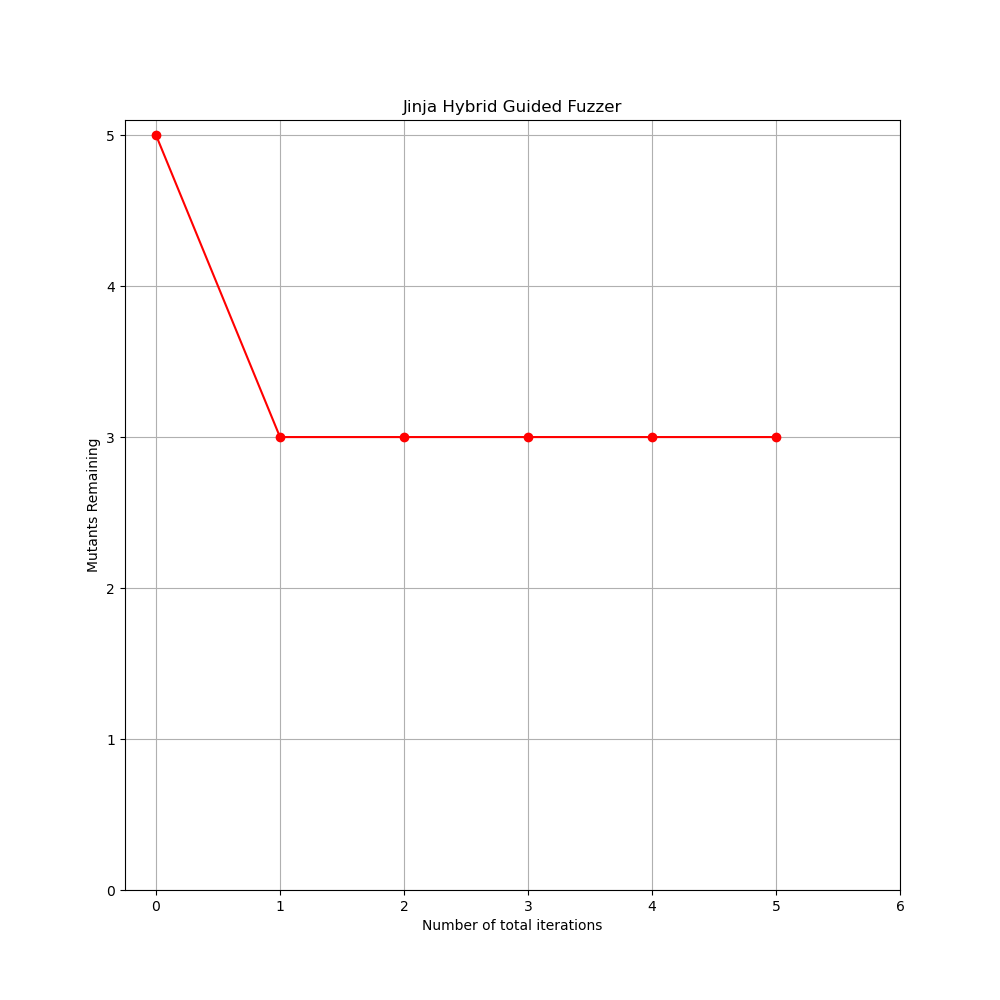 Jinja Hybrid Guided Fuzzer
5
4
3
2
1
0
Mutants Remaining
0 1 2 3 4 5 6
Number of total iterations